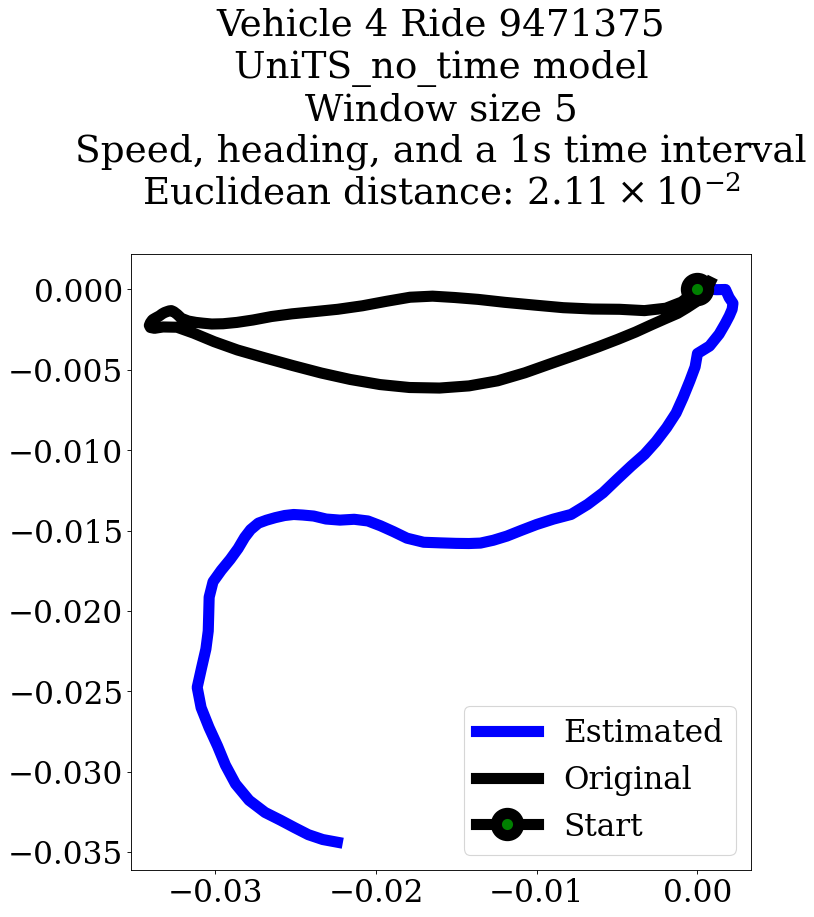 Vehicle 4 Ride 9471375
UniTS_no_time model
Window size 5
Speed, heading, and a 1s time interval
Euclidean distance: 2.11 × 10⁻²
0.000
−0.005
−0.010
−0.015
−0.020
−0.025
−0.030
−0.035
Estimated
Original
Start
−0.03 −0.02 −0.01 0.00